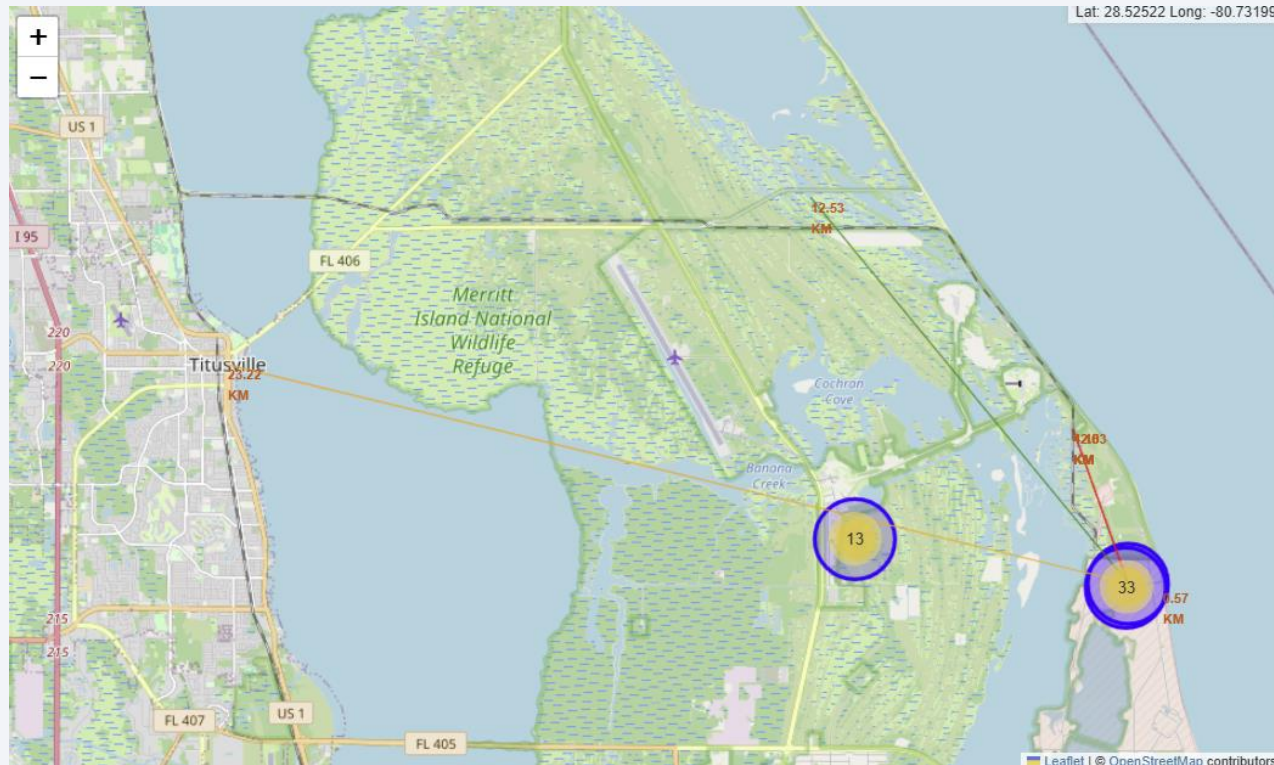 Lat: 28.52522 Long: -80.73199
+
−
US 1
12.53
KM
I 95
FL 406
Merritt
Island National
Wildlife
Refuge
220
220
Titusville
23.22
KM
Cochran
Cove
KM
Banana
Creek
13
33
0.57
KM
215
215
FL 407
US 1
FL 405
Leaflet | © OpenStreetMap contributors